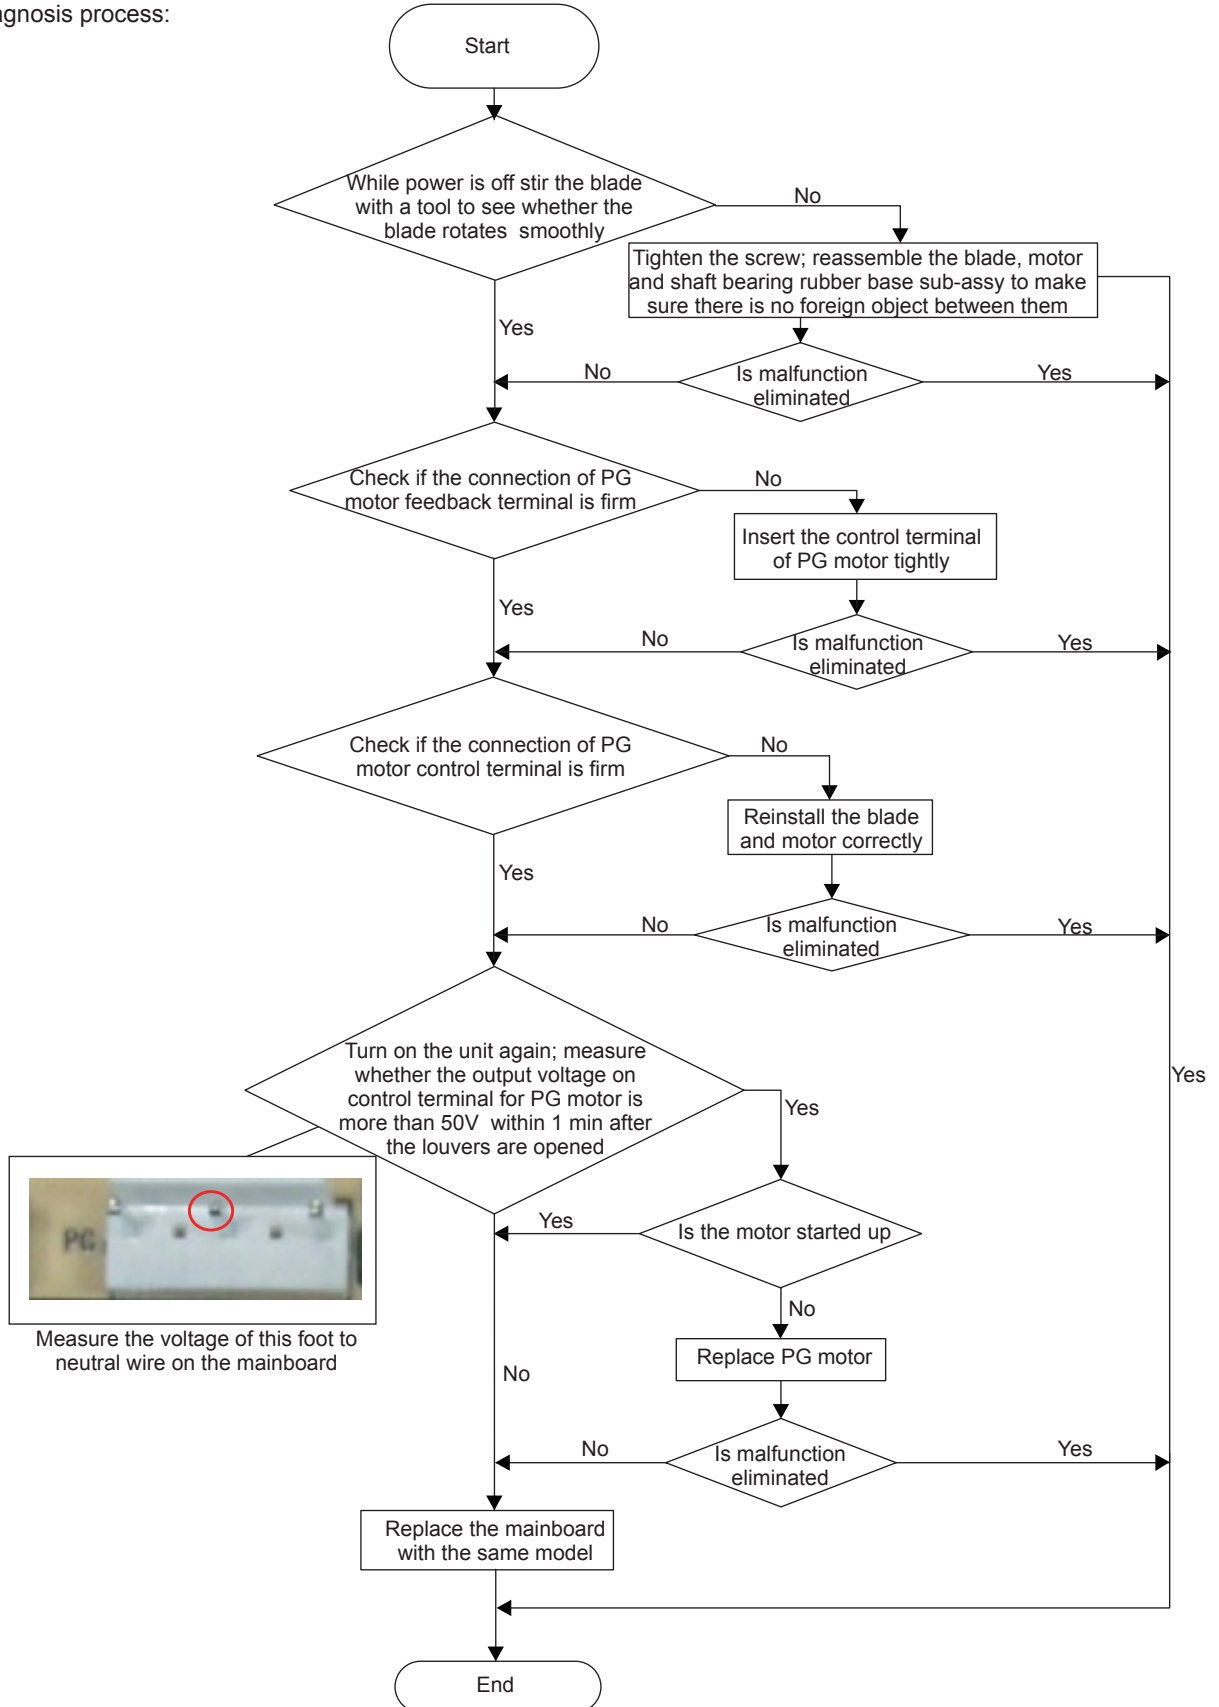 agnosis process:
Start
While power is off stir the blade
with a tool to see whether the
blade rotates smoothly
No
Tighten the screw; reassemble the blade, motor
and shaft bearing rubber base sub-assy to make
sure there is no foreign object between them
Yes
No
Is malfunction
eliminated
Yes
Check if the connection of PG
motor feedback terminal is firm
No
Insert the control terminal
of PG motor tightly
Yes
No
Is malfunction
eliminated
Yes
Check if the connection of PG
motor control terminal is firm
No
Reinstall the blade
and motor correctly
Yes
No
Is malfunction
eliminated
Yes
Turn on the unit again; measure
whether the output voltage on
control terminal for PG motor is
more than 50V within 1 min after
the louvers are opened
Yes
Yes
PG
Yes
Is the motor started up
No
Measure the voltage of this foot to
neutral wire on the mainboard
Replace PG motor
No
No
Is malfunction
eliminated
Yes
Replace the mainboard
with the same model
End